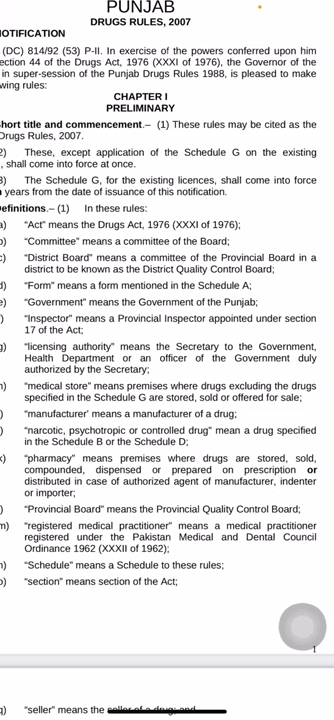 PUNJAB
DRUGS RULES, 2007
NOTIFICATION
(DC) 814/92 (53) P-II. In exercise of the powers conferred upon him
ection 44 of the Drugs Act, 1976 (XXXI of 1976), the Governor of the
in super-session of the Punjab Drugs Rules 1988, is pleased to make
wing rules:
CHAPTER I
PRELIMINARY
Short title and commencement.– (1) These rules may be cited as the
Drugs Rules, 2007.
2) These, except application of the Schedule G on the existing
, shall come into force at once.
3) The Schedule G, for the existing licences, shall come into force
years from the date of issuance of this notification.
Definitions.– (1) In these rules:
a) “Act” means the Drugs Act, 1976 (XXXI of 1976);
b) “Committee” means a committee of the Board;
c) “District Board” means a committee of the Provincial Board in a
district to be known as the District Quality Control Board;
d) “Form” means a form mentioned in the Schedule A;
e) “Government” means the Government of the Punjab;
) “Inspector” means a Provincial Inspector appointed under section
17 of the Act;
g) “licensing authority” means the Secretary to the Government,
Health Department or an officer of the Government duly
authorized by the Secretary;
h) “medical store” means premises where drugs excluding the drugs
specified in the Schedule G are stored, sold or offered for sale;
) “manufacturer’ means a manufacturer of a drug;
) “narcotic, psychotropic or controlled drug” mean a drug specified
in the Schedule B or the Schedule D;
k) “pharmacy” means premises where drugs are stored, sold,
compounded, dispensed or prepared on prescription or
distributed in case of authorized agent of manufacturer, indenter
or importer;
) “Provincial Board” means the Provincial Quality Control Board;
m) “registered medical practitioner” means a medical practitioner
registered under the Pakistan Medical and Dental Council
Ordinance 1962 (XXXII of 1962);
n) “Schedule” means a Schedule to these rules;
o) “section” means section of the Act;
1
q) “seller” means the seller of a drug; and